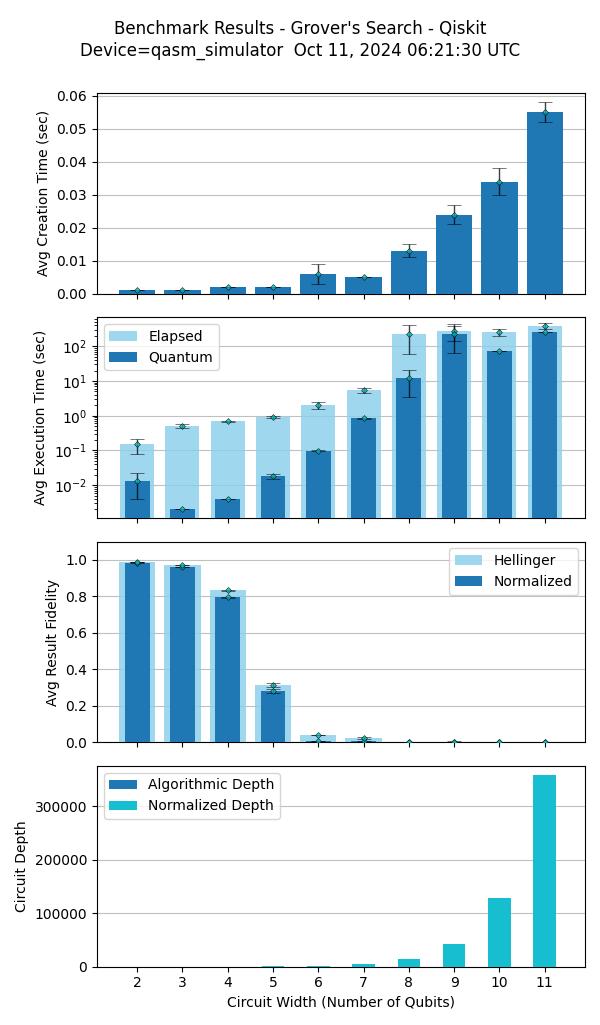 Benchmark Results - Grover's Search - Qiskit
Device=qasm_simulator  Oct 11, 2024 06:21:30 UTC
Avg Creation Time (sec)
0.06
0.05
0.04
0.03
0.02
0.01
0.00
Avg Execution Time (sec)
Elapsed
Quantum
10²
10¹
10⁰
10⁻¹
10⁻²
Avg Result Fidelity
Hellinger
Normalized
1.0
0.8
0.6
0.4
0.2
0.0
Circuit Depth
Algorithmic Depth
Normalized Depth
300000
200000
100000
0
2 3 4 5 6 7 8 9 10 11
Circuit Width (Number of Qubits)